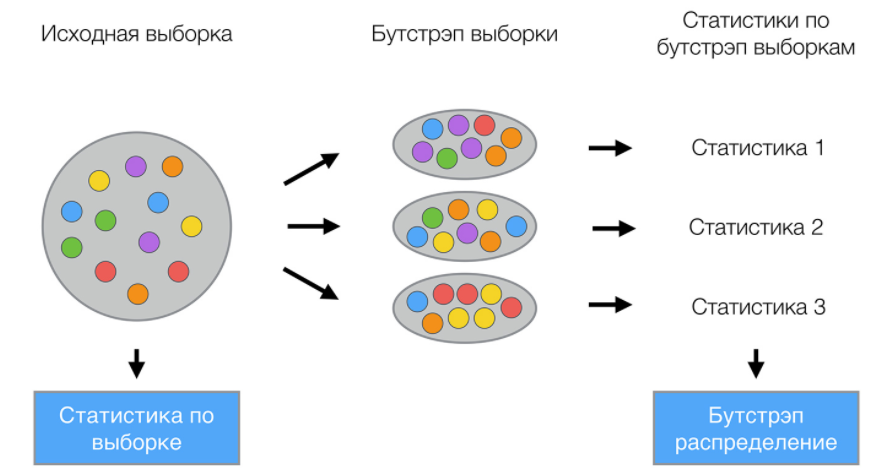 Исходная выборка
Бутстрэп выборки
Статистики по
бутстрэп выборкам
Статистика 1
Статистика 2
Статистика 3
Статистика по
выборке
Бутстрэп
распределение